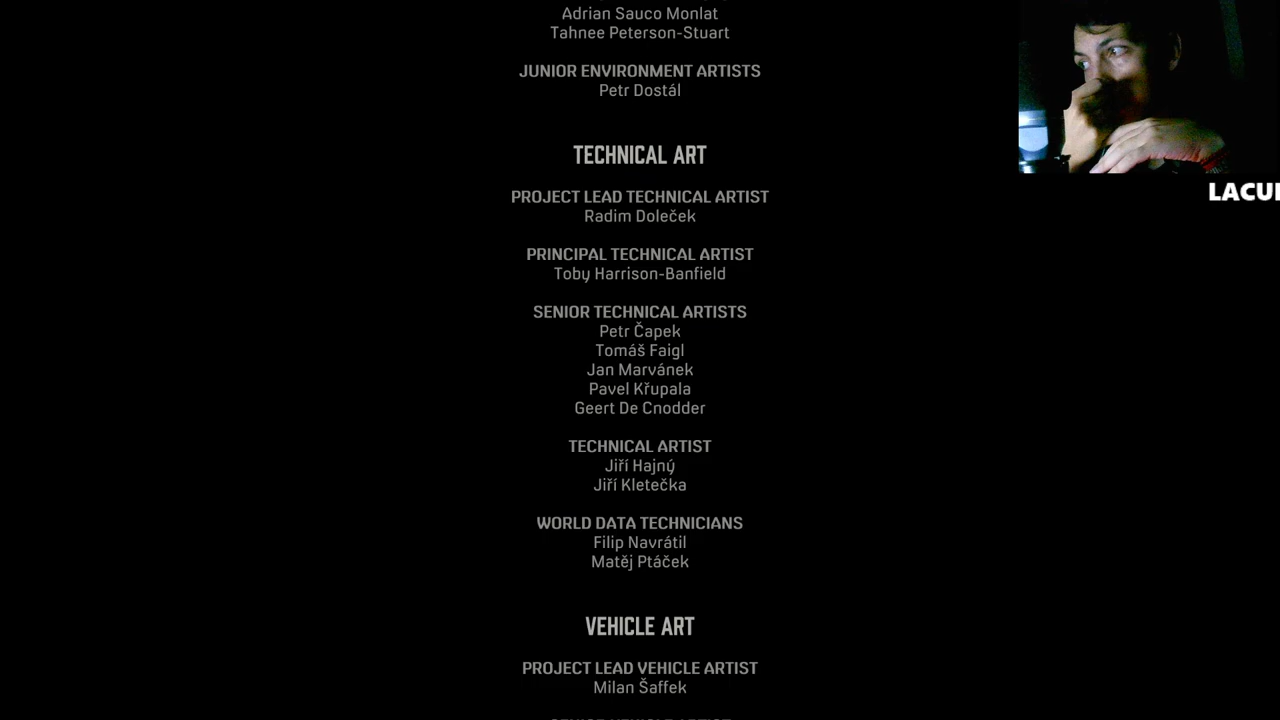 Adrian Sauco Monlat
Tahnee Peterson-Stuart
JUNIOR ENVIRONMENT ARTISTS
Petr Dostál
TECHNICAL ART
PROJECT LEAD TECHNICAL ARTIST
Radim Doleček
PRINCIPAL TECHNICAL ARTIST
Toby Harrison-Banfield
SENIOR TECHNICAL ARTISTS
Petr Čapek
Tomáš Faigl
Jan Marvánek
Pavel Křupala
Geert De Cnodder
TECHNICAL ARTIST
Jiří Hajný
Jiří Kletečka
WORLD DATA TECHNICIANS
Filip Navrátil
Matěj Ptáček
VEHICLE ART
PROJECT LEAD VEHICLE ARTIST
Milan Šaffek